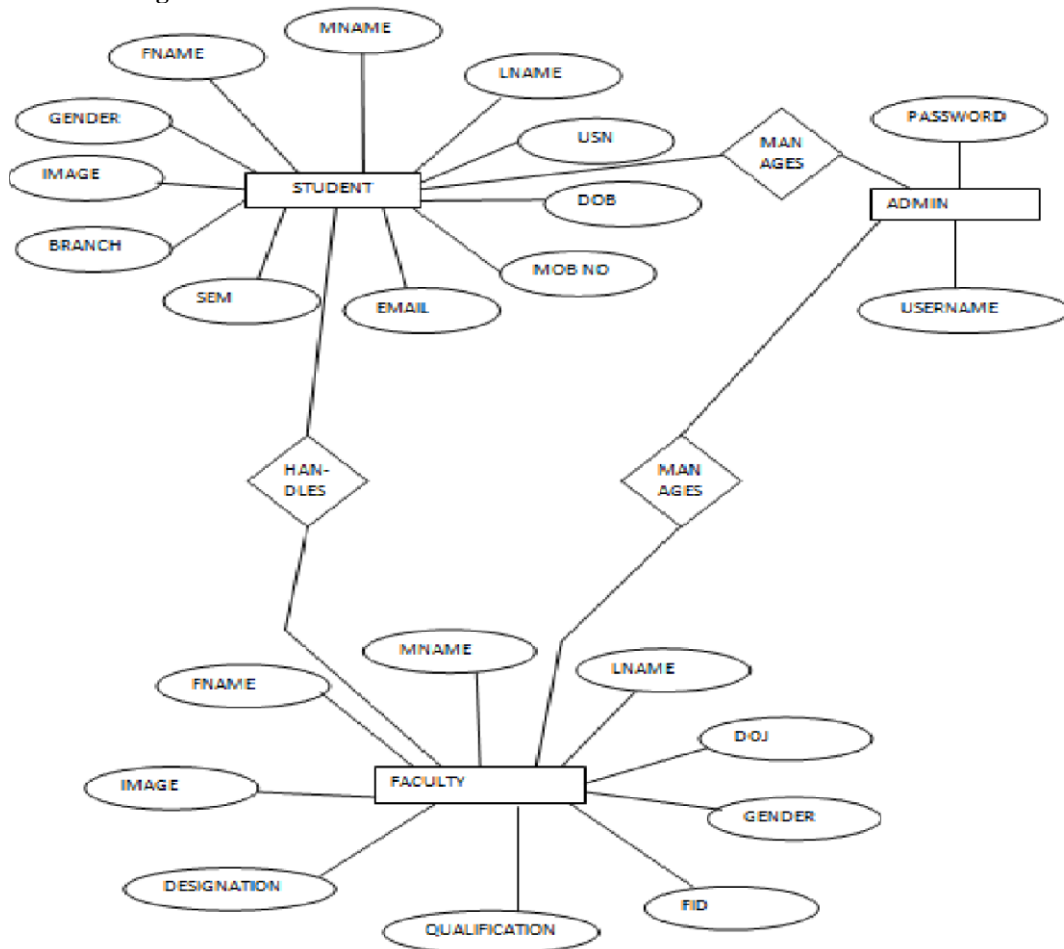 MNAME
FNAME
LNAME
PASSWORD
GENDER
USN
MAN
AGES
IMAGE
STUDENT
DOB
ADMIN
BRANCH
MOB NO
SEM
EMAIL
USERNAME
HAN-
DLES
MAN
AGES
MNAME
LNAME
FNAME
DOJ
IMAGE
FACULTY
GENDER
DESIGNATION
FID
QUALIFICATION